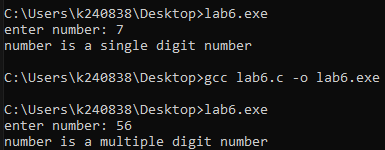 C:\Users\k240838\Desktop>lab6.exe
enter number: 7
number is a single digit number
C:\Users\k240838\Desktop>gcc lab6.c -o lab6.exe
C:\Users\k240838\Desktop>lab6.exe
enter number: 56
number is a multiple digit number